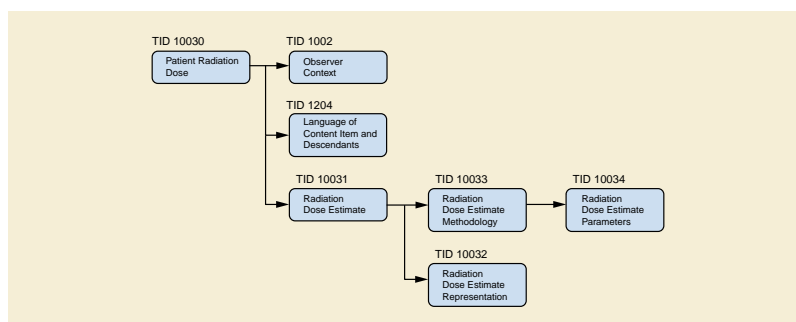 TID 10030
Patient Radiation
Dose
TID 1002
Observer
Context
TID 1204
Language of
Content Item and
Descendants
TID 10031
Radiation
Dose Estimate
TID 10033
Radiation
Dose Estimate
Methodology
TID 10034
Radiation
Dose Estimate
Parameters
TID 10032
Radiation
Dose Estimate
Representation